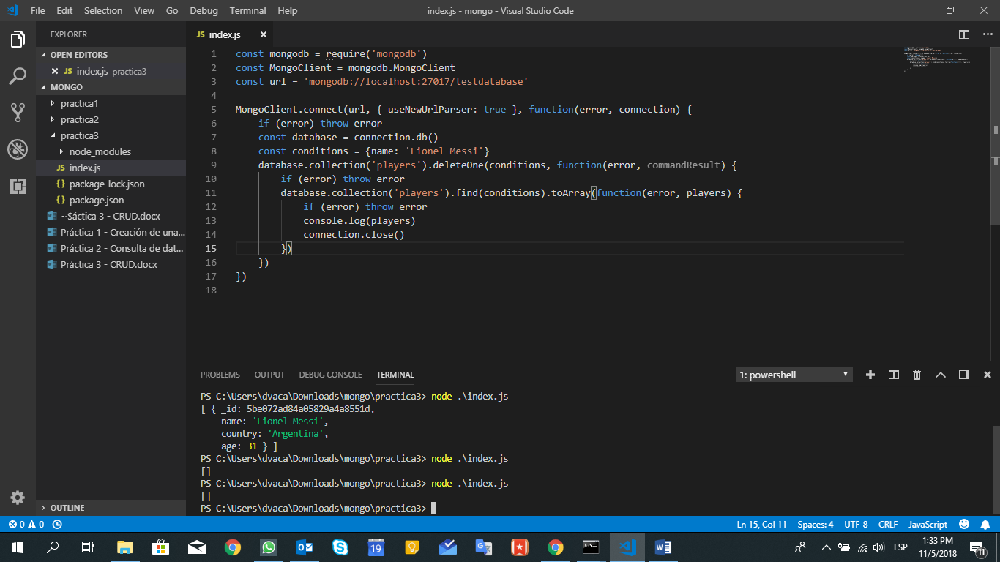 File Edit Selection View Go Debug Terminal Help
index.js - mongo - Visual Studio Code
EXPLORER
OPEN EDITORS
JS index.js practica3
MONGO
practica1
practica2
practica3
node_modules
JS index.js
{} package-lock.json
{} package.json
~$áctica 3 - CRUD.docx
Práctica 1 - Creación de una...
Práctica 2 - Consulta de dat...
Práctica 3 - CRUD.docx
OUTLINE
JS index.js
1 const mongodb = require('mongodb')
2 const MongoClient = mongodb.MongoClient
3 const url = 'mongodb://localhost:27017/testdatabase'
4
5 MongoClient.connect(url, { useNewUrlParser: true }, function(error, connection) {
6 if (error) throw error
7 const database = connection.db()
8 const conditions = {name: 'Lionel Messi'}
9 database.collection('players').deleteOne(conditions, function(error, commandResult) {
10 if (error) throw error
11 database.collection('players').find(conditions).toArray(function(error, players) {
12 if (error) throw error
13 console.log(players)
14 connection.close()
15 })
16 })
17 })
18
PROBLEMS OUTPUT DEBUG CONSOLE TERMINAL
1: powershell
PS C:\Users\dvaca\Downloads\mongo\practica3> node .\index.js
[ { _id: 5be072ad84a05829a4a8551d,
name: 'Lionel Messi',
country: 'Argentina',
age: 31 } ]
PS C:\Users\dvaca\Downloads\mongo\practica3> node .\index.js
[]
PS C:\Users\dvaca\Downloads\mongo\practica3> node .\index.js
[]
PS C:\Users\dvaca\Downloads\mongo\practica3>
0 0
Ln 15, Col 11 Spaces: 4 UTF-8 CRLF JavaScript
19
ESP
1:33 PM
11/5/2018
11